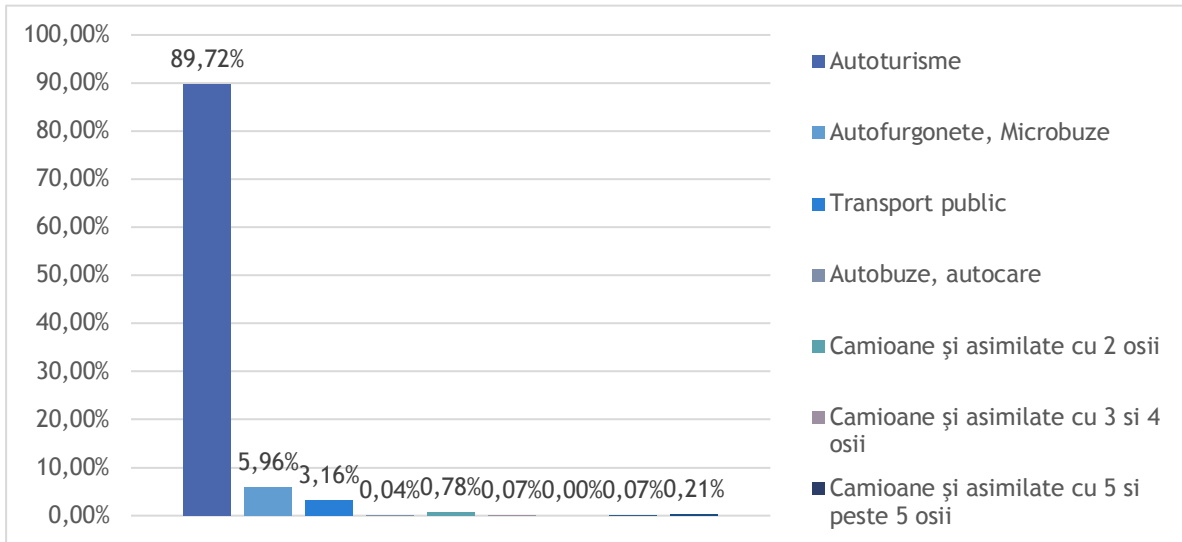 100,00%
90,00%
80,00%
70,00%
60,00%
50,00%
40,00%
30,00%
20,00%
10,00%
0,00%
89,72%
5,96%
3,16%
0,04%
0,78%
0,07%
0,00%
0,07%
0,21%
Autoturisme
Autofurgonete, Microbuze
Transport public
Autobuze, autocare
Camioane şi asimilate cu 2 osii
Camioane şi asimilate cu 3 si 4
osii
Camioane şi asimilate cu 5 si
peste 5 osii